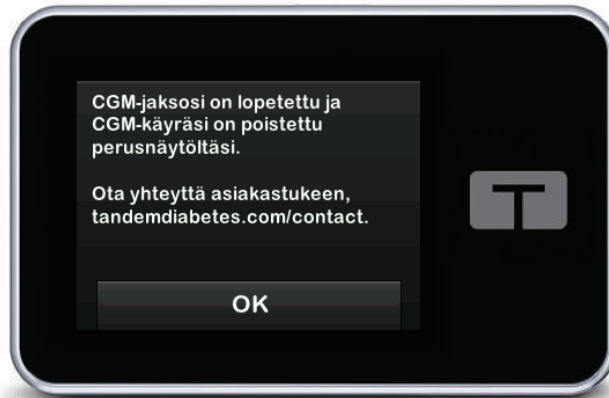 CGM-jaksosi on lopetettu ja
CGM-käyräsi on poistettu
perusnäytöltäsi.
Ota yhteyttä asiakastukeen,
tandemdiabetes.com/contact.
OK